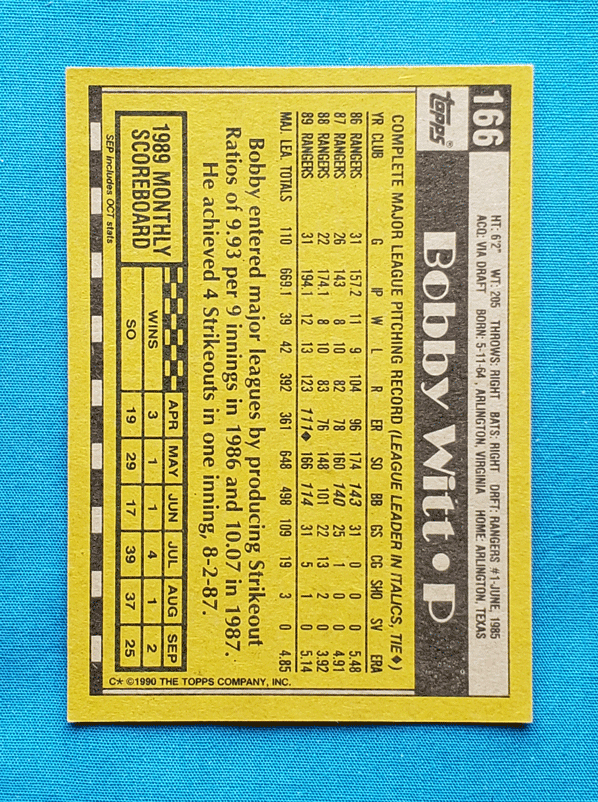 166
HT: 6'2" WT: 205 THROWS: RIGHT BATS: RIGHT DRFT: RANGERS #1-JUNE, 1985
ACQ: VIA DRAFT BORN: 5-11-64, ARLINGTON, VIRGINIA HOME: ARLINGTON, TEXAS
topps®
Bobby Witt • P
COMPLETE MAJOR LEAGUE PITCHING RECORD (LEAGUE LEADER IN ITALICS, TIE ♦)
YR CLUB G IP W L R ER SO BB GS CG SHO SV ERA
86 RANGERS 31 157.2 11 9 104 96 174 143 31 0 0 0 5.48
87 RANGERS 26 143 8 10 82 78 160 140 25 1 0 0 4.91
88 RANGERS 22 174.1 8 10 83 76 148 101 22 13 2 0 3.92
89 RANGERS 31 194.1 12 13 123 111♦ 166 114 31 5 1 0 5.14
MAJ. LEA. TOTALS 110 669.1 39 42 392 361 648 498 109 19 3 0 4.85
Bobby entered major leagues by producing Strikeout
Ratios of 9.93 per 9 innings in 1986 and 10.07 in 1987.
He achieved 4 Strikeouts in one inning, 8-2-87.
1989 MONTHLY
SCOREBOARD
APR MAY JUN JUL AUG SEP
WINS 3 1 1 4 1 2
SO 19 29 17 39 37 25
SEP includes OCT stats
C* ©1990 THE TOPPS COMPANY, INC.